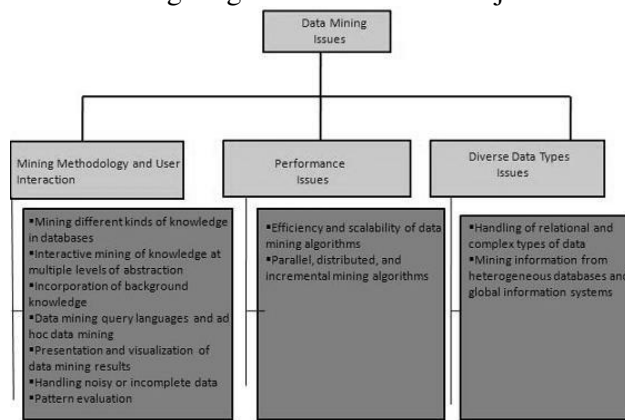 Data Mining
Issues
Mining Methodology and User
Interaction
Performance
Issues
Diverse Data Types
Issues
▪Mining different kinds of knowledge
in databases
▪Interactive mining of knowledge at
multiple levels of abstraction
▪Incorporation of background
knowledge
▪Data mining query languages and ad
hoc data mining
▪Presentation and visualization of
data mining results
▪Handling noisy or incomplete data
▪Pattern evaluation
▪Efficiency and scalability of data
mining algorithms
▪Parallel, distributed, and
incremental mining algorithms
▪Handling of relational and
complex types of data
▪Mining information from
heterogeneous databases and
global information systems